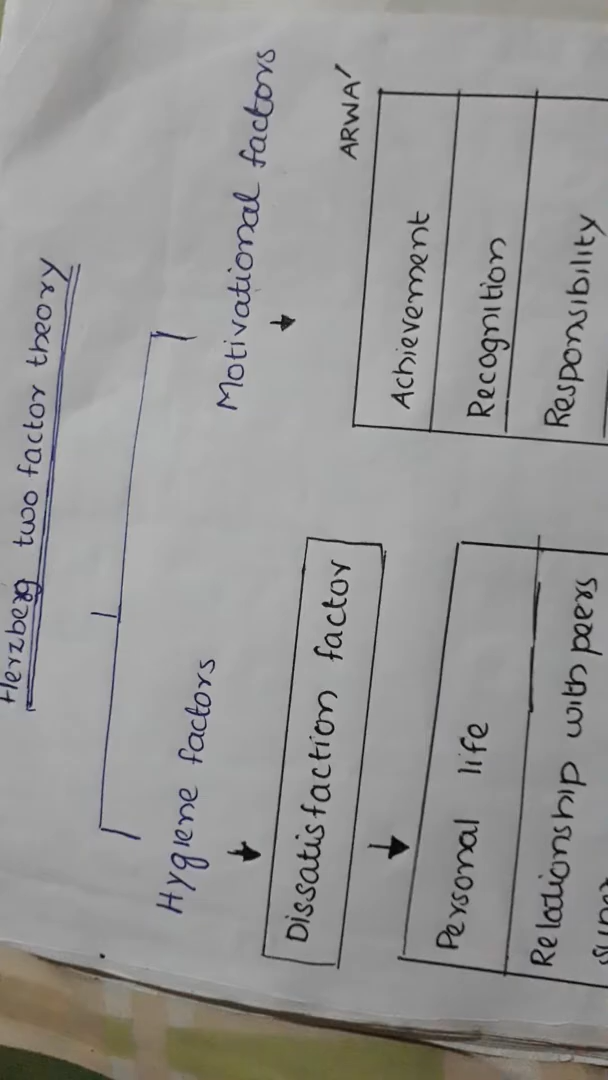 Herzberg two factor theory
Hygiene factors
Dissatisfaction factor
Personal life
Relationship with peers
Motivational factors
ARWA'
Achievement
Recognition
Responsibility